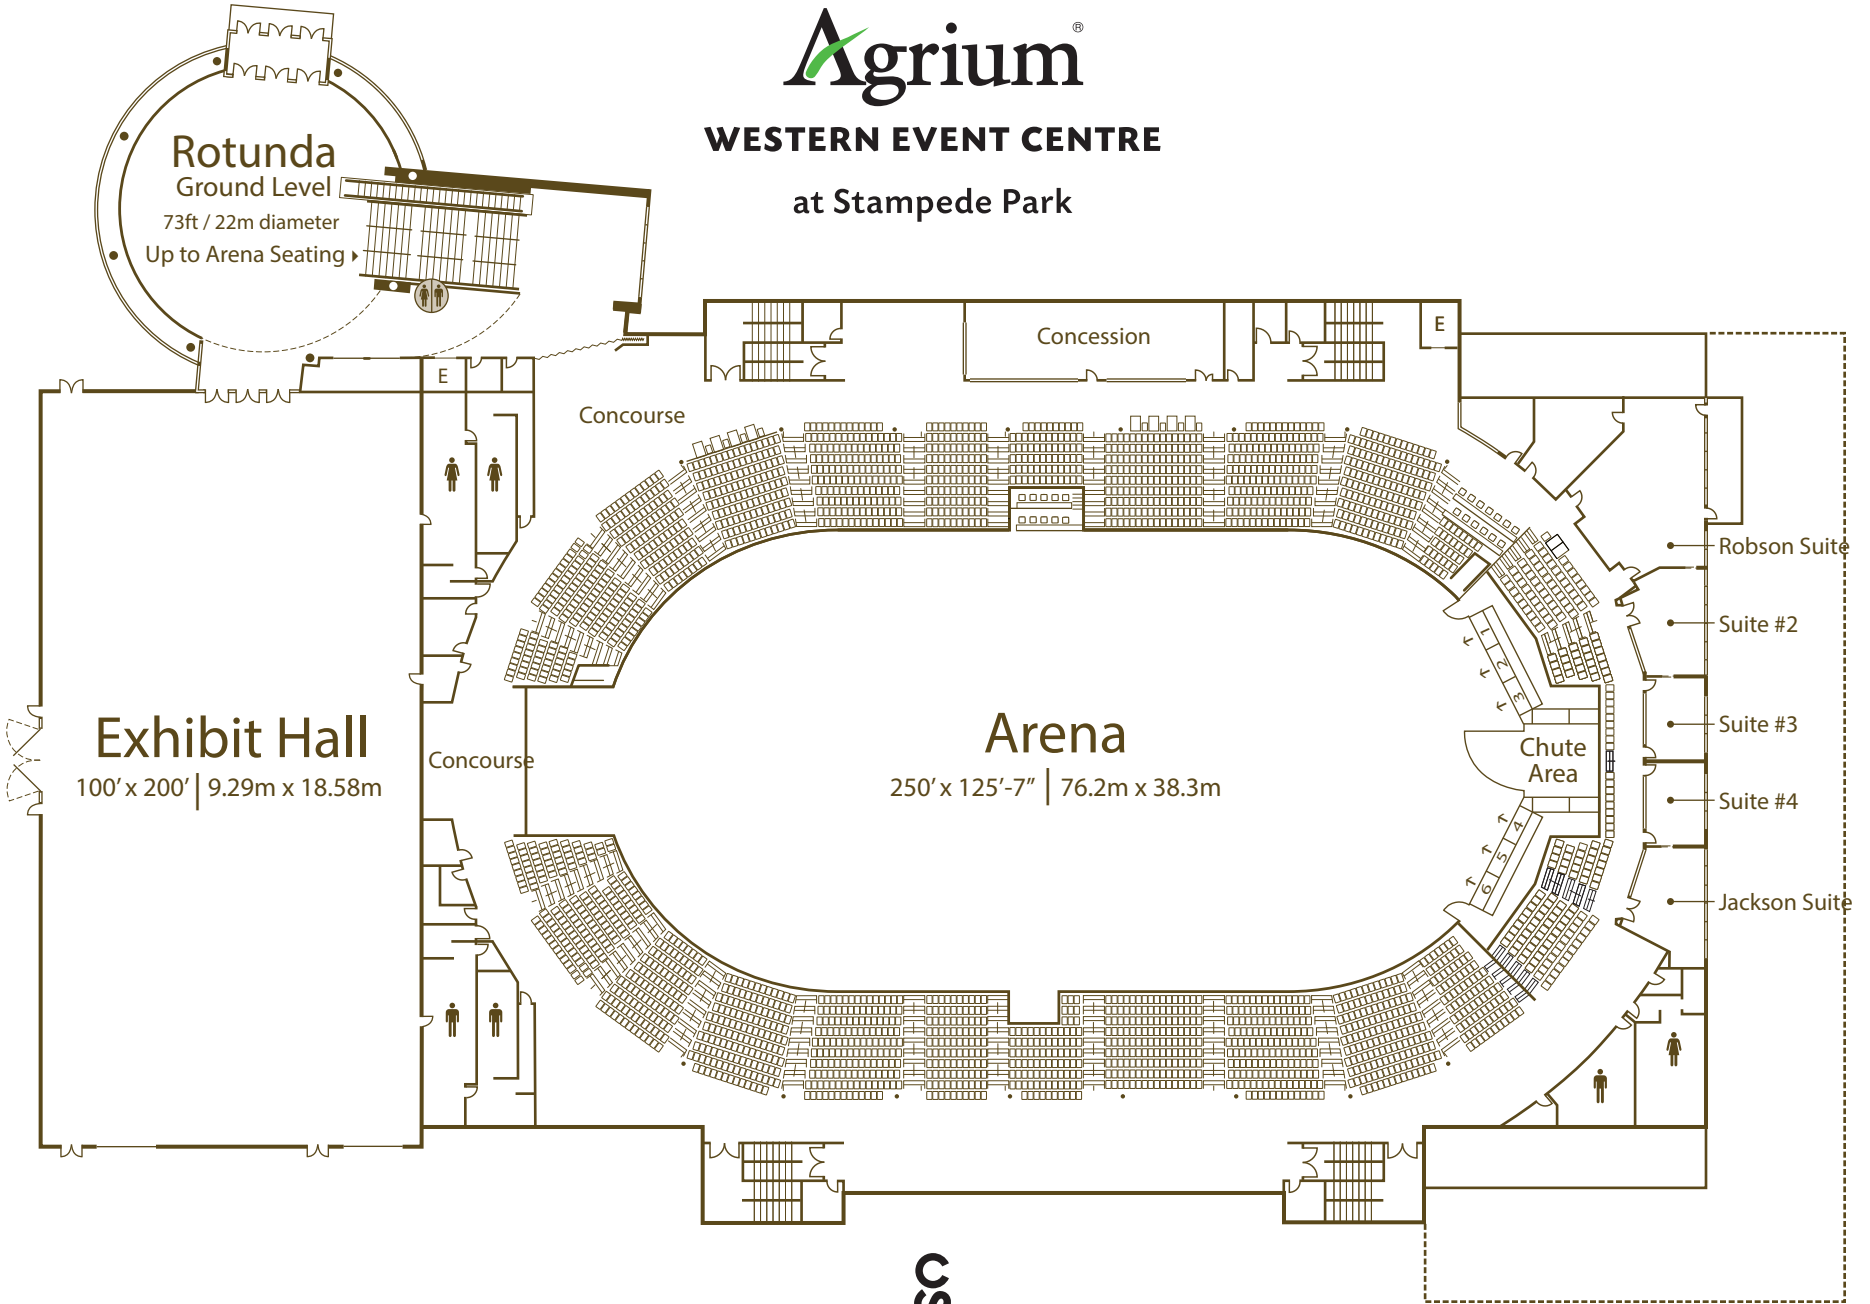 Agrium®
WESTERN EVENT CENTRE
at Stampede Park
Rotunda
Ground Level
73ft / 22m diameter
Up to Arena Seating
E
Concession
E
Concourse
Robson Suite
Suite #2
Suite #3
Suite #4
Jackson Suite
1
2
3
Chute
Area
4
5
6
Exhibit Hall
100' x 200' | 9.29m x 18.58m
Concourse
Arena
250' x 125'-7" | 76.2m x 38.3m
CS